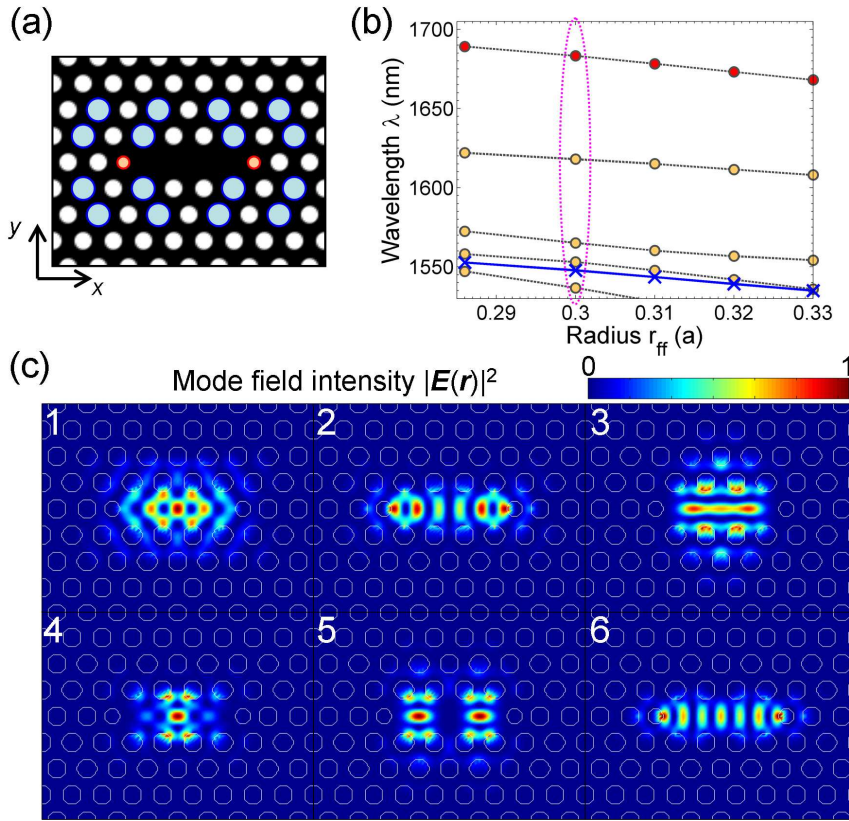 (a)
y
x
(b)
Wavelength λ (nm)
1700
1650
1600
1550
0.29
0.3
0.31
0.32
0.33
Radius r_ff (a)
(c)
Mode field intensity |E(r)|²
0
1
1
2
3
4
5
6